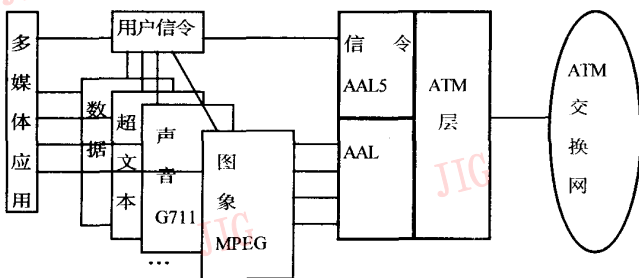 多媒体应用
用户信令
数据
超文本
声音
G711
图象
MPEG
…
信令
AAL5
AAL
ATM
层
ATM
交换网
JIG
JIG